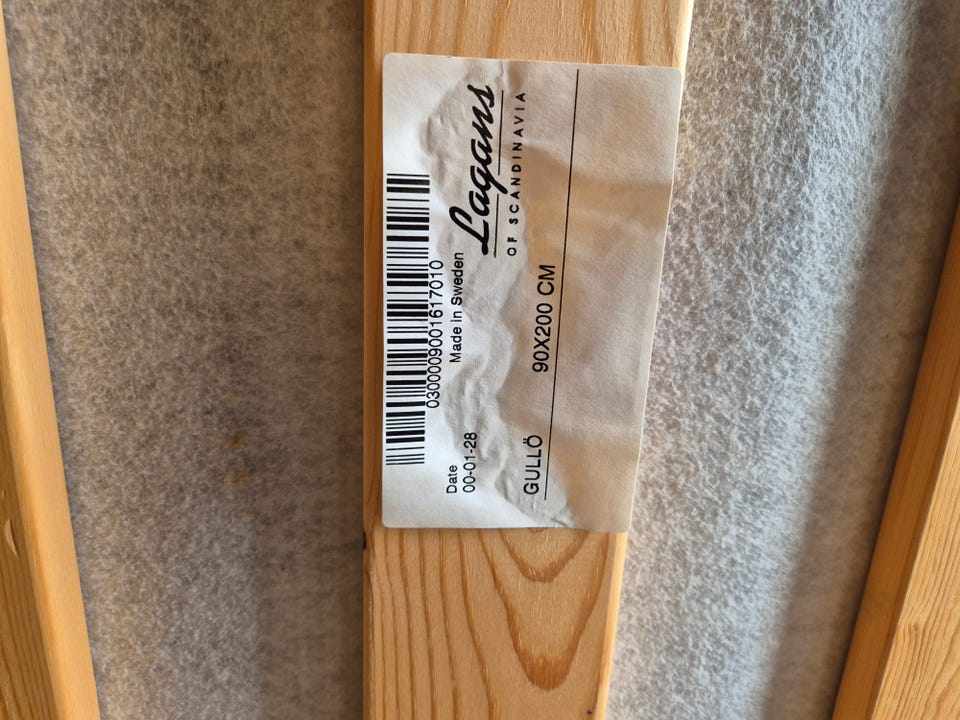 Lagans
OF SCANDINAVIA
0300009001617010
Made in Sweden
Date
00-01-28
GULLÖ 90X200 CM